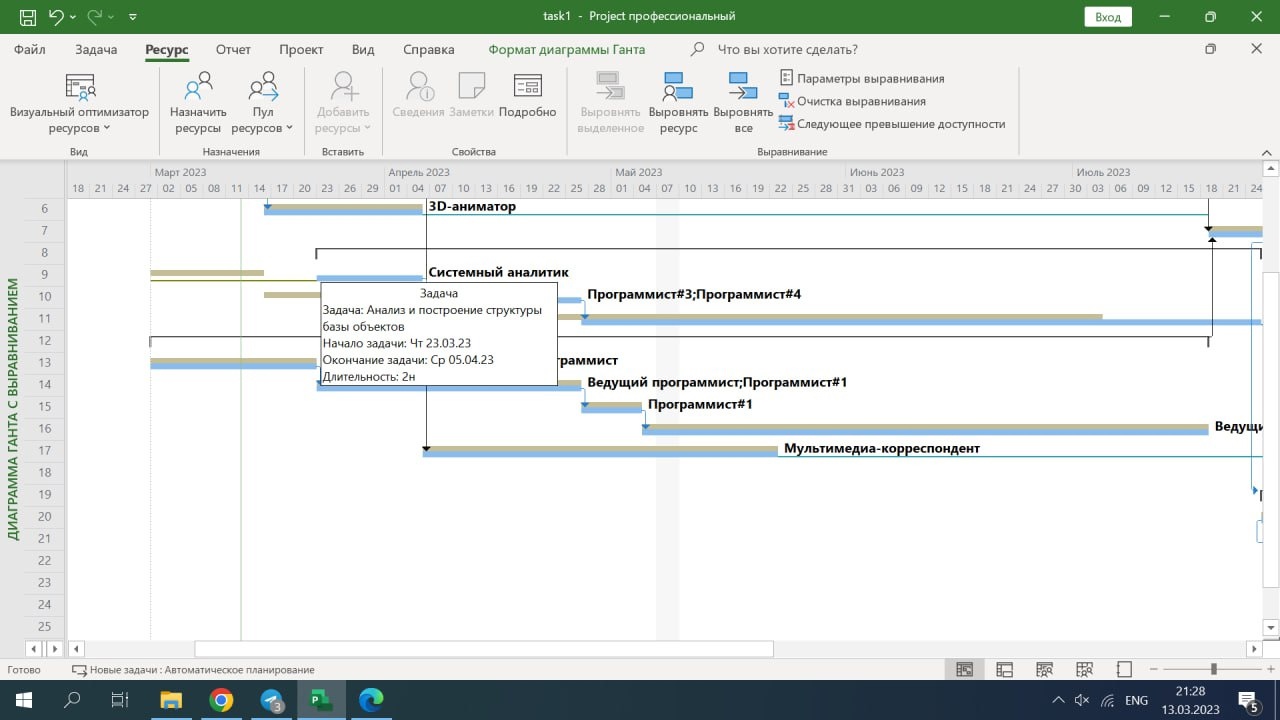 task1 - Project профессиональный
Вход
Файл Задача Ресурс Отчет Проект Вид Справка Формат диаграммы Ганта Что вы хотите сделать?
Визуальный оптимизатор ресурсов
Назначить ресурсы
Пул ресурсов
Добавить ресурсы
Сведения
Заметки
Подробно
Выровнять выделенное
Выровнять ресурс
Выровнять все
Параметры выравнивания
Очистка выравнивания
Следующее превышение доступности
Вид Назначения Вставить Свойства Выравнивание
Март 2023 Апрель 2023 Май 2023 Июнь 2023 Июль 2023
18 21 24 27 02 05 08 11 14 17 20 23 26 29 01 04 07 10 13 16 19 22 25 28 01 04 07 10 13 16 19 22 25 28 31 03 06 09 12 15 18 21 24 27 30 03 06 09 12 15 18 21 24
ДИАГРАММА ГАНТА С ВЫРАВНИВАНИЕМ
6 3D-аниматор
7
8
9 Системный аналитик
10 Программист#3;Программист#4
11
12
13 раммист
14 Ведущий программист;Программист#1
15 Программист#1
16 Ведущи
17 Мультимедиа-корреспондент
18
19
20
21
22
23
24
25
Задача
Задача: Анализ и построение структуры
базы объектов
Начало задачи: Чт 23.03.23
Окончание задачи: Ср 05.04.23
Длительность: 2н
Готово Новые задачи : Автоматическое планирование
3
ENG
21:28
13.03.2023
5